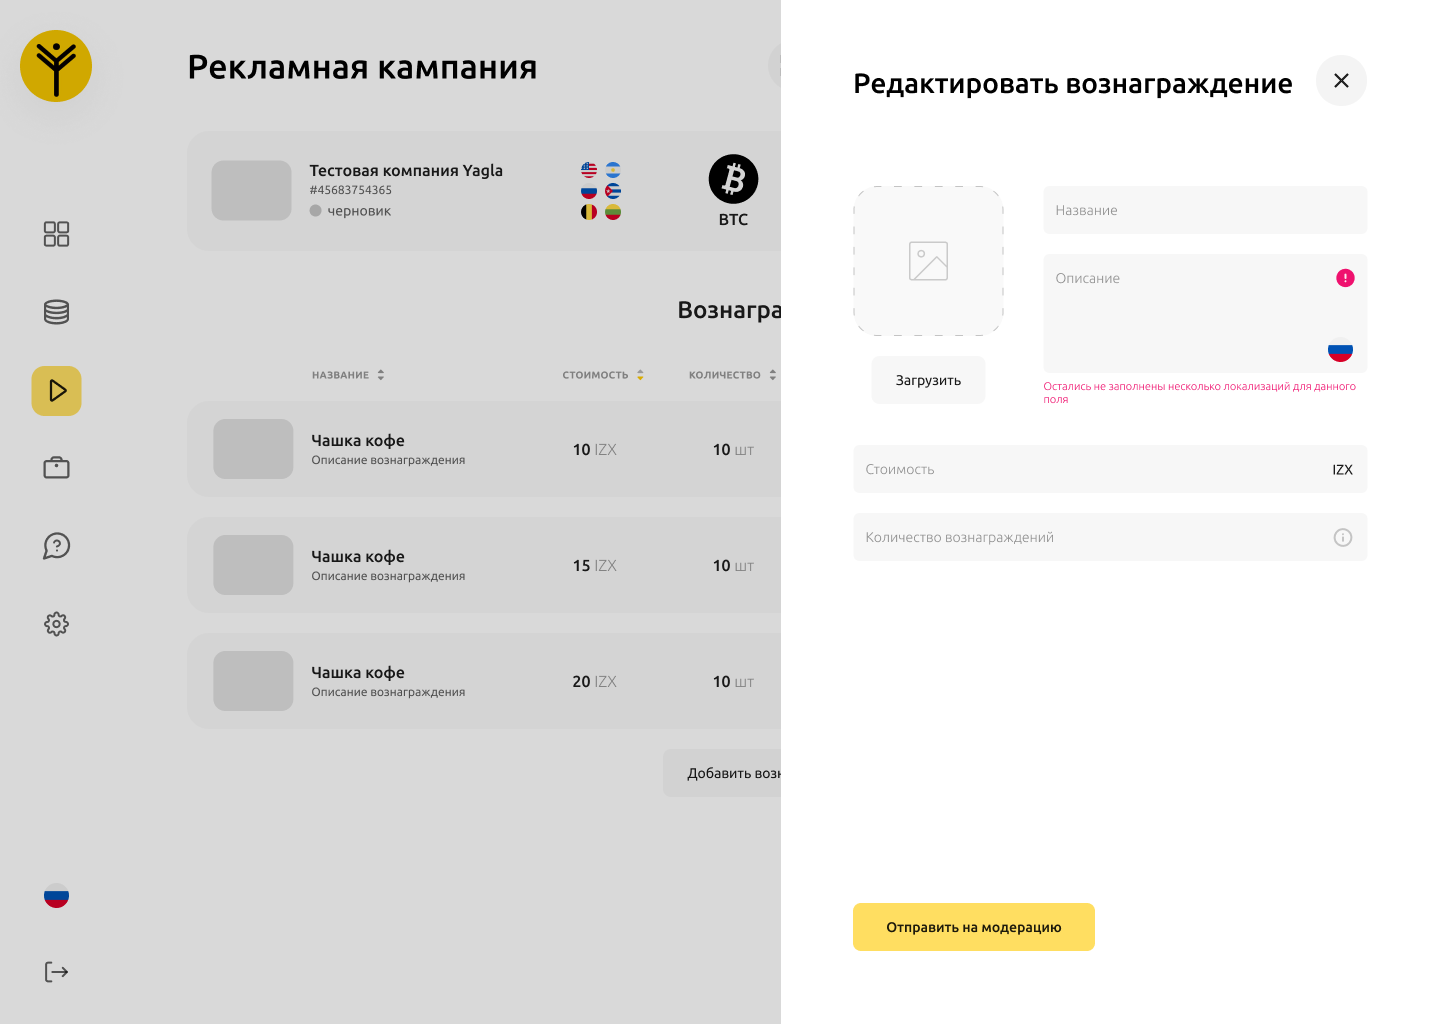 Рекламная кампания
Тестовая компания Yagla
#45683754365
черновик
BTC
НАЗВАНИЕ
СТОИМОСТЬ
КОЛИЧЕСТВО
Чашка кофе
Описание вознаграждения
10 IZX
10 шт
Чашка кофе
Описание вознаграждения
15 IZX
10 шт
Чашка кофе
Описание вознаграждения
20 IZX
10 шт
Добавить
Редактировать вознаграждение
Название
Описание
Загрузить
Остались не заполнены несколько локализаций для данного
поля
Стоимость
IZX
Количество вознаграждений
Отправить на модерацию